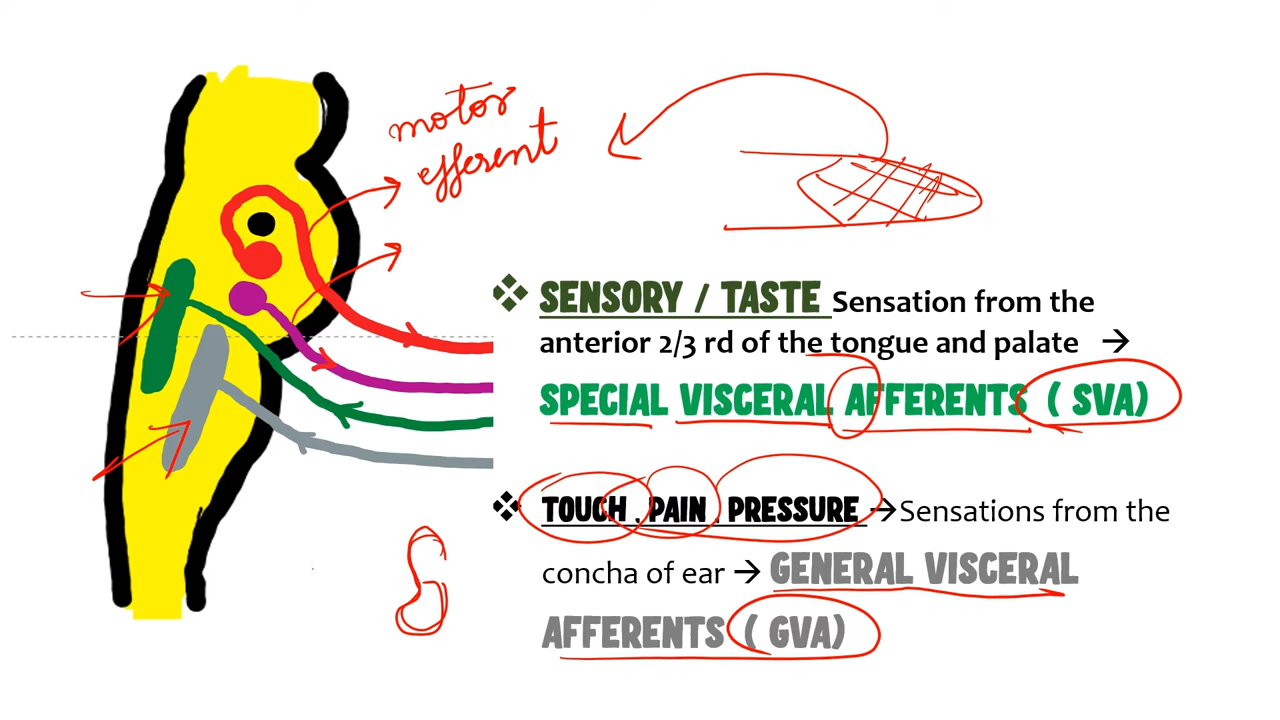 motor
efferent
❖ SENSORY / TASTE Sensation from the
anterior 2/3 rd of the tongue and palate →
SPECIAL VISCERAL AFFERENTS ( SVA)
❖ TOUCH , PAIN , PRESSURE →Sensations from the
concha of ear → GENERAL VISCERAL
AFFERENTS ( GVA)